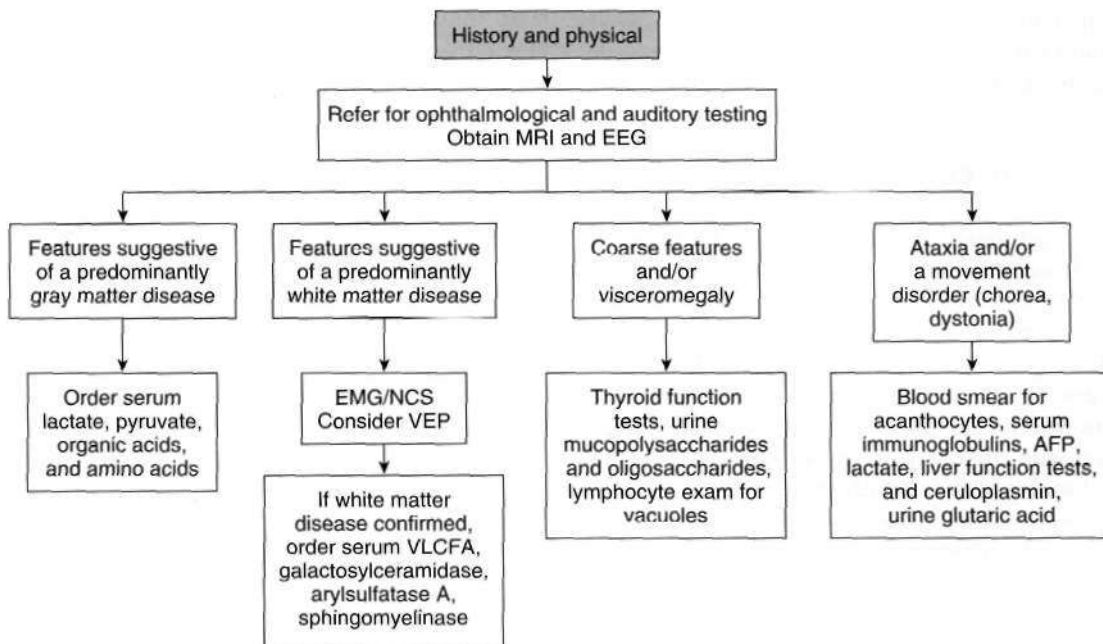 History and physical
Refer for ophthalmological and auditory testing
Obtain MRI and EEG
Features suggestive
of a predominantly
gray matter disease
Order serum
lactate, pyruvate,
organic acids,
and amino acids
Features suggestive
of a predominantly
white matter disease
EMG/NCS
Consider VEP
If white matter
disease confirmed,
order serum VLCFA,
galactosylceramidase,
arylsulfatase A,
sphingomyelinase
Coarse features
and/or
visceromegaly
Thyroid function
tests, urine
mucopolysaccharides
and oligosaccharides,
lymphocyte exam for
vacuoles
Ataxia and/or
a movement
disorder (chorea,
dystonia)
Blood smear for
acanthocytes, serum
immunoglobulins, AFP,
lactate, liver function tests,
and ceruloplasmin,
urine glutaric acid